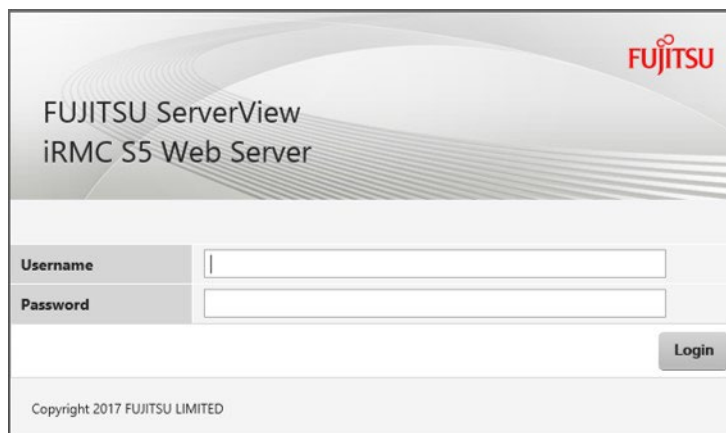 FUJITSU
FUJITSU ServerView
iRMC S5 Web Server
Username
Password
Login
Copyright 2017 FUJITSU LIMITED